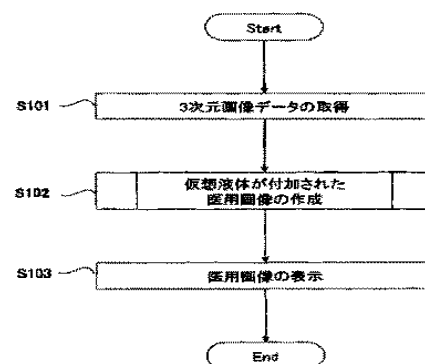 Start
S101
3次元画像データの取得
S102
仮想液体が付加された
医用画像の作成
S103
医用画像の表示
End